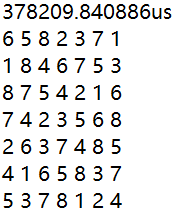 378209.840886us
6 5 8 2 3 7 1
1 8 4 6 7 5 3
8 7 5 4 2 1 6
7 4 2 3 5 6 8
2 6 3 7 4 8 5
4 1 6 5 8 3 7
5 3 7 8 1 2 4